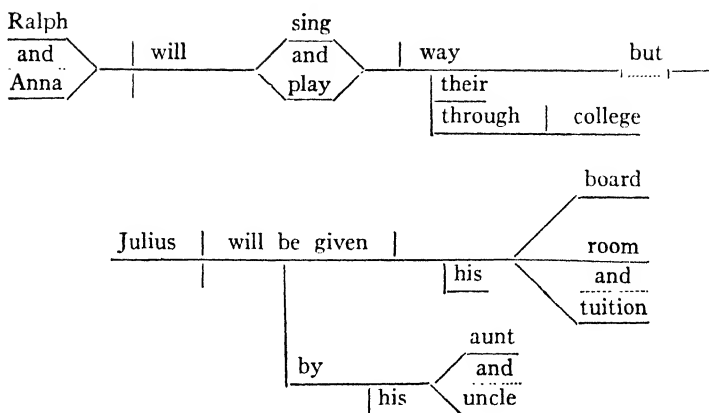 Ralph
and
Anna
will
sing
and
play
way
but
their
through college
board
Julius will be given
room
his
and
tuition
aunt
by
and
his
uncle